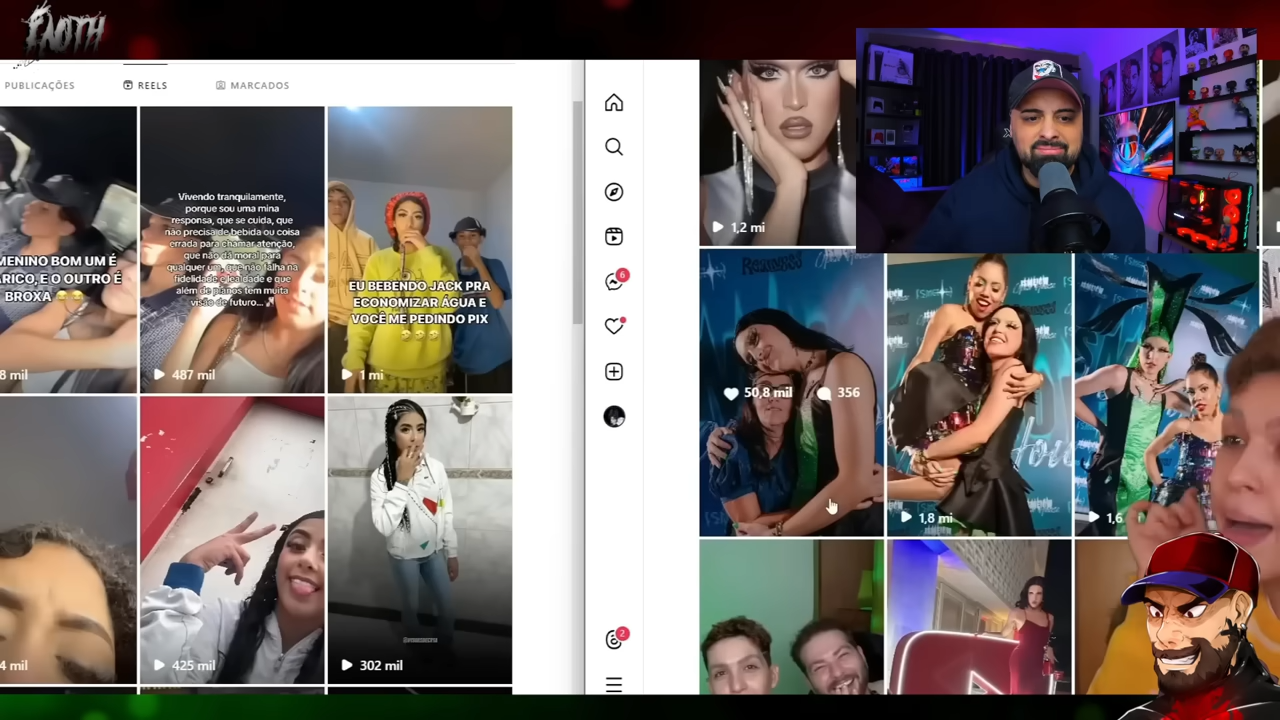 FAOTH
PUBLICAÇÕES
REELS
MARCADOS
MENINO BOM UM É
ARICO, E O OUTRO É
BROXA 😂😂
8 mil
Vivendo tranquilamente,
porque sou uma mina
responsa, que se cuida, que
não precisa de bebida ou coisa
errada para chamar atenção,
que não dá moral para
qualquer um, que não falha na
fidelidade e lealdade e que
além de planos tem muita
visão de futuro...
487 mil
EU BEBENDO JACK PRA
ECONOMIZAR ÁGUA E
VOCÊ ME PEDINDO PIX
1 mi
4 mil
425 mil
302 mil
6
2
1,2 mi
50,8 mil
356
1,8 mi
1,6